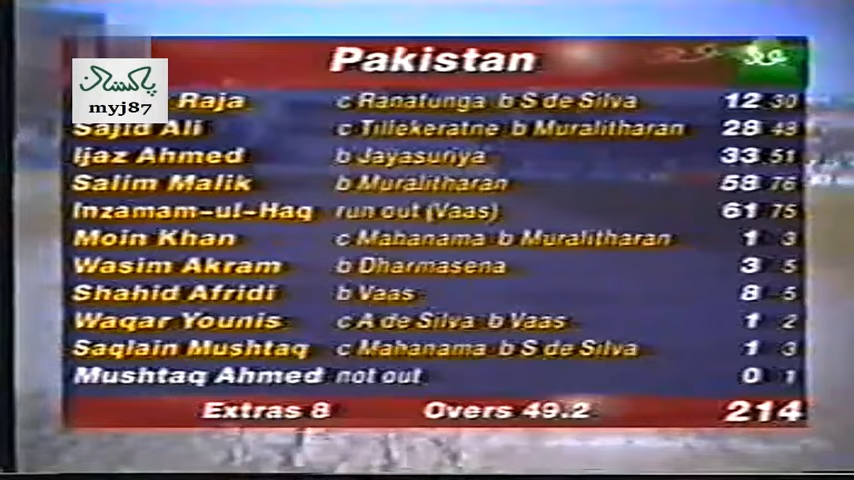 Pakistan
پاکستان
myj87
Raja c Ranatunga b S de Silva 12 30
Sajid Ali c Tillekeratne b Muralitharan 28 48
Ijaz Ahmed b Jayasuriya 33 51
Salim Malik b Muralitharan 58 76
Inzamam-ul-Haq run out (Vaas) 61 75
Moin Khan c Mahanama b Muralitharan 1 3
Wasim Akram b Dharmasena 3 5
Shahid Afridi b Vaas 8 5
Waqar Younis c A de Silva b Vaas 1 2
Saqlain Mushtaq c Mahanama b S de Silva 1 3
Mushtaq Ahmed not out 0 1
Extras 8 Overs 49.2 214